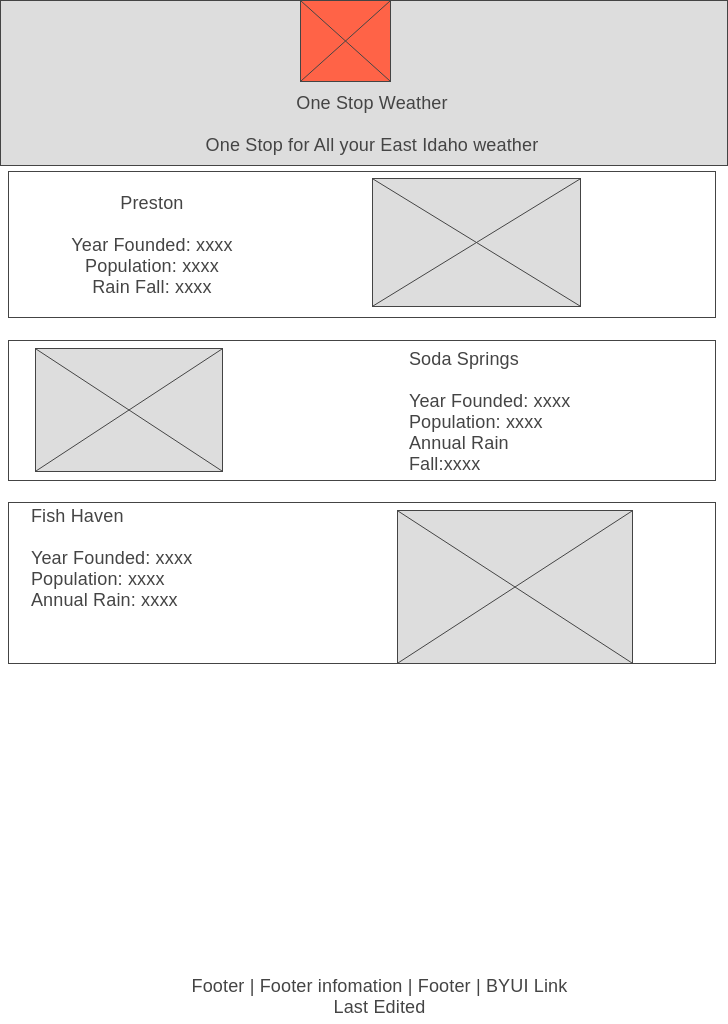 One Stop Weather
One Stop for All your East Idaho weather
Preston
Year Founded: xxxx
Population: xxxx
Rain Fall: xxxx
Soda Springs
Year Founded: xxxx
Population: xxxx
Annual Rain
Fall:xxxx
Fish Haven
Year Founded: xxxx
Population: xxxx
Annual Rain: xxxx
Footer | Footer infomation | Footer | BYUI Link
Last Edited